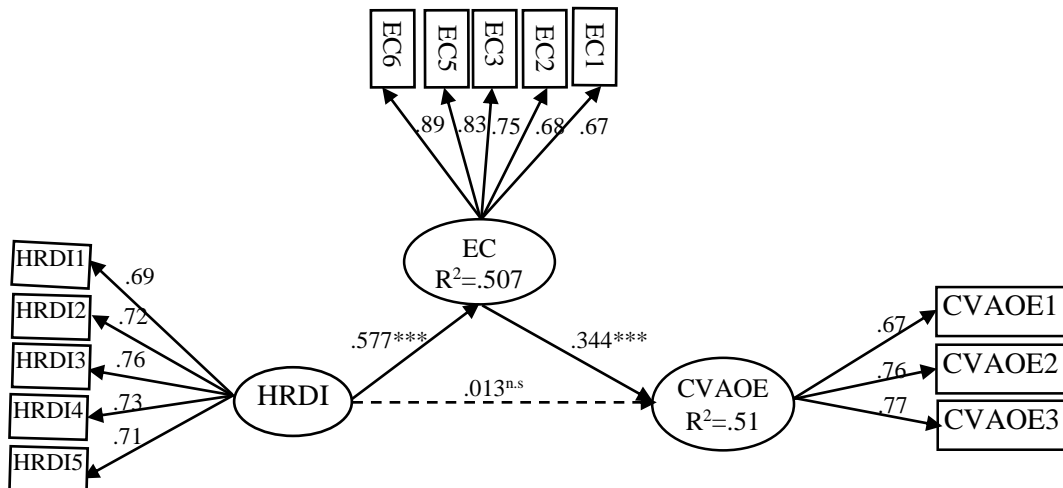 EC6
EC5
EC3
EC2
EC1
.89
.83
.75
.68
.67
EC
R²=.507
HRDI1
HRDI2
HRDI3
HRDI4
HRDI5
.69
.72
.76
.73
.71
HRDI
.577***
.344***
.013ⁿ·ˢ
CVAOE
R²=.51
.67
.76
.77
CVAOE1
CVAOE2
CVAOE3